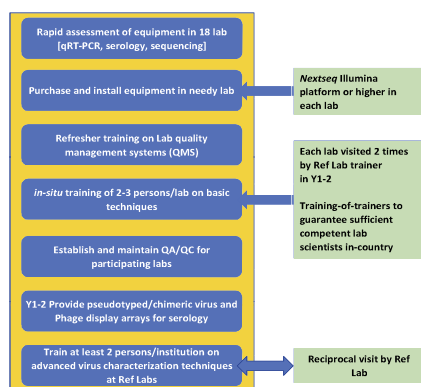 Rapid assessment of equipment in 18 lab
[qRT-PCR, serology, sequencing]
Purchase and install equipment in needy lab
Nextseq Illumina
platform or higher in
each lab
Refresher training on Lab quality
management systems (QMS)
Each lab visited 2 times
by Ref Lab trainer
in Y1-2
Training-of-trainers to
guarantee sufficient
competent lab
scientists in-country
in-situ training of 2-3 persons/lab on basic
techniques
Establish and maintain QA/QC for
participating labs
Y1-2 Provide pseudotyped/chimeric virus and
Phage display arrays for serology
Train at least 2 persons/institution on
advanced virus characterization techniques
at Ref Labs
Reciprocal visit by Ref
Lab